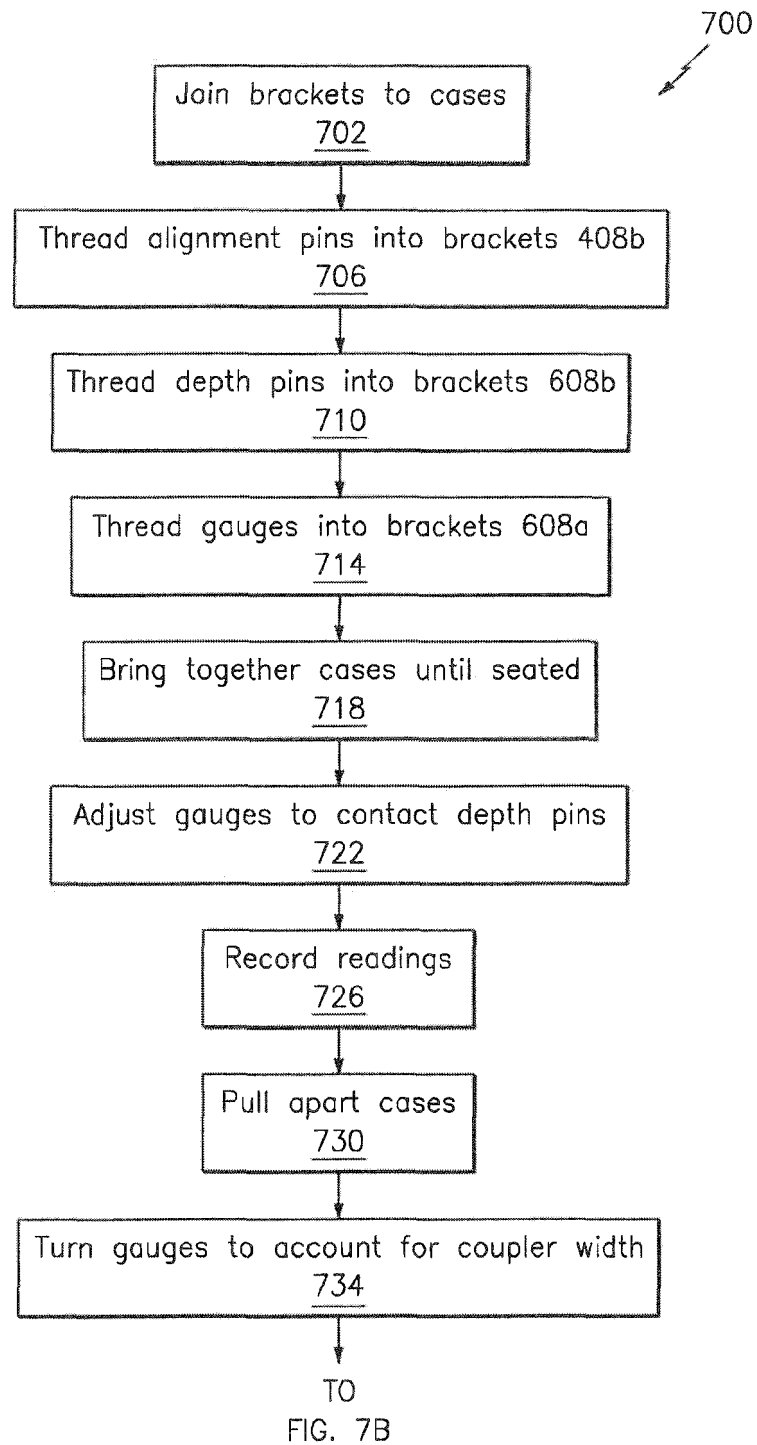 700
Join brackets to cases
702
Thread alignment pins into brackets 408b
706
Thread depth pins into brackets 608b
710
Thread gauges into brackets 608a
714
Bring together cases until seated
718
Adjust gauges to contact depth pins
722
Record readings
726
Pull apart cases
730
Turn gauges to account for coupler width
734
TO
FIG. 7B